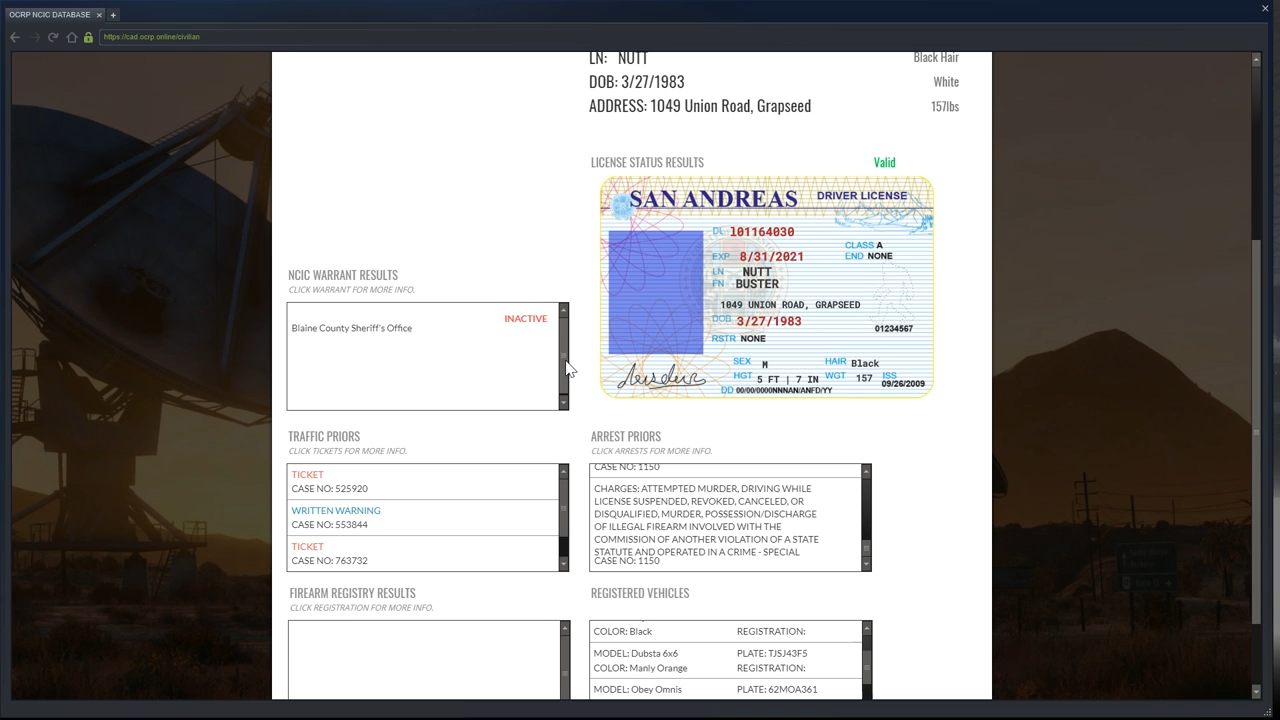 OCRP NCIC DATABASE
https://cad.ocrp.online/civilian
LN: NUTT
Black Hair
DOB: 3/27/1983
White
ADDRESS: 1049 Union Road, Grapseed
157lbs
LICENSE STATUS RESULTS
Valid
SAN ANDREAS DRIVER LICENSE
DL 101164030
CLASS A
EXP 8/31/2021
END NONE
LN NUTT
FN BUSTER
1049 UNION ROAD, GRAPSEED
DOB 3/27/1983
01234567
RSTR NONE
SEX M
HAIR Black
HGT 5 FT | 7 IN
WGT 157
ISS 09/26/2009
DD 00/00/0000NNNAN/ANFD/YY
NCIC WARRANT RESULTS
CLICK WARRANT FOR MORE INFO.
INACTIVE
Blaine County Sheriff's Office
TRAFFIC PRIORS
CLICK TICKETS FOR MORE INFO.
TICKET
CASE NO: 525920
WRITTEN WARNING
CASE NO: 553844
TICKET
CASE NO: 763732
ARREST PRIORS
CLICK ARRESTS FOR MORE INFO.
CASE NO: 1150
CHARGES: ATTEMPTED MURDER, DRIVING WHILE
LICENSE SUSPENDED, REVOKED, CANCELED, OR
DISQUALIFIED, MURDER, POSSESSION/DISCHARGE
OF ILLEGAL FIREARM INVOLVED WITH THE
COMMISSION OF ANOTHER VIOLATION OF A STATE
STATUTE AND OPERATED IN A CRIME - SPECIAL
CASE NO: 1150
FIREARM REGISTRY RESULTS
CLICK REGISTRATION FOR MORE INFO.
REGISTERED VEHICLES
COLOR: Black REGISTRATION:
MODEL: Dubsta 6x6 PLATE: TJSJ43F5
COLOR: Manly Orange REGISTRATION:
MODEL: Obey Omnis PLATE: 62MOA361